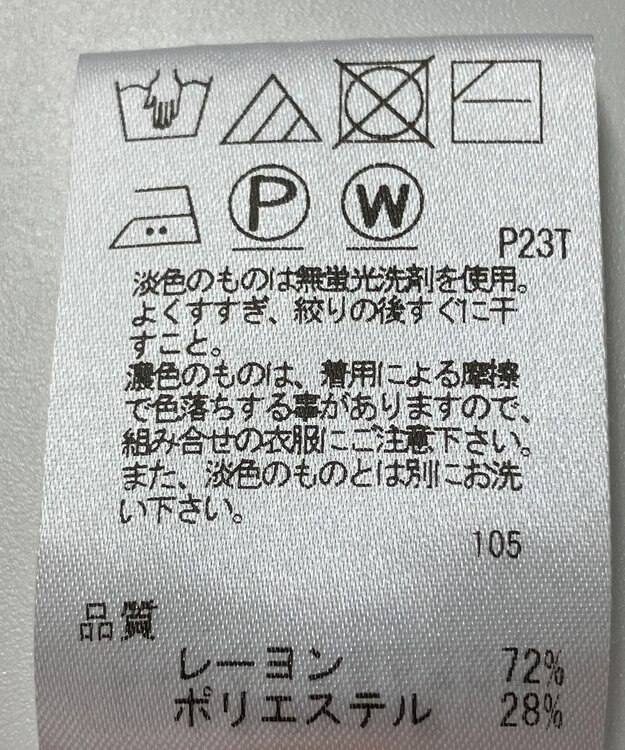 P
W
P23T
淡色のものは無蛍光洗剤を使用。
よくすすぎ、絞りの後すぐに干
すこと。
濃色のものは、着用による摩擦
で色落ちする事がありますので、
組み合せの衣服にご注意下さい。
また、淡色のものとは別にお洗
い下さい。
105
品質
レーヨン 72%
ポリエステル 28%